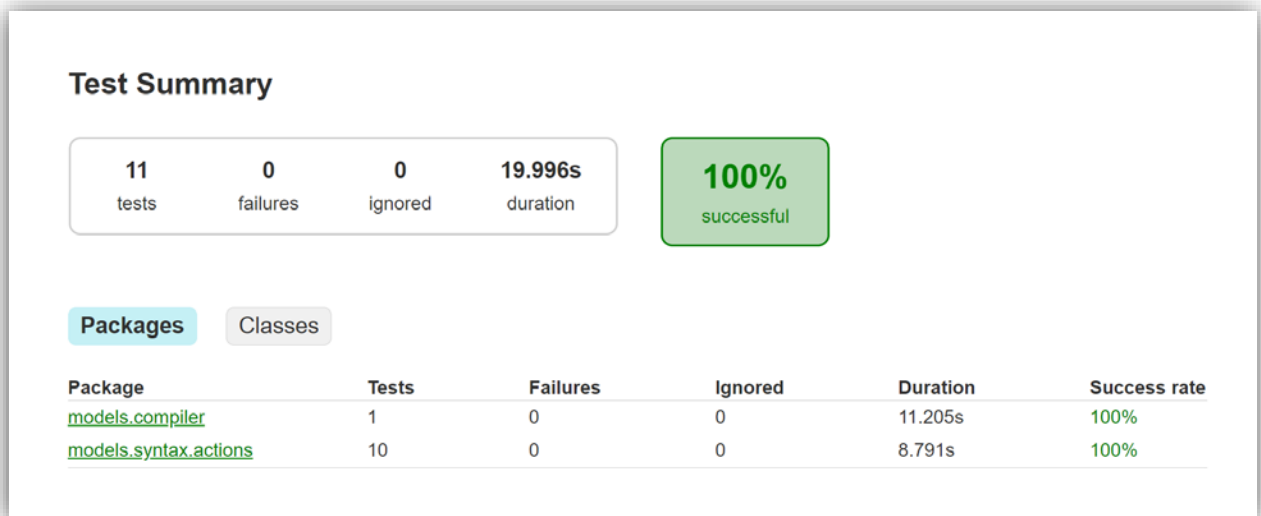 Test Summary
11 0 0 19.996s
tests failures ignored duration
100%
successful
Packages Classes
Package Tests Failures Ignored Duration Success rate
models.compiler 1 0 0 11.205s 100%
models.syntax.actions 10 0 0 8.791s 100%